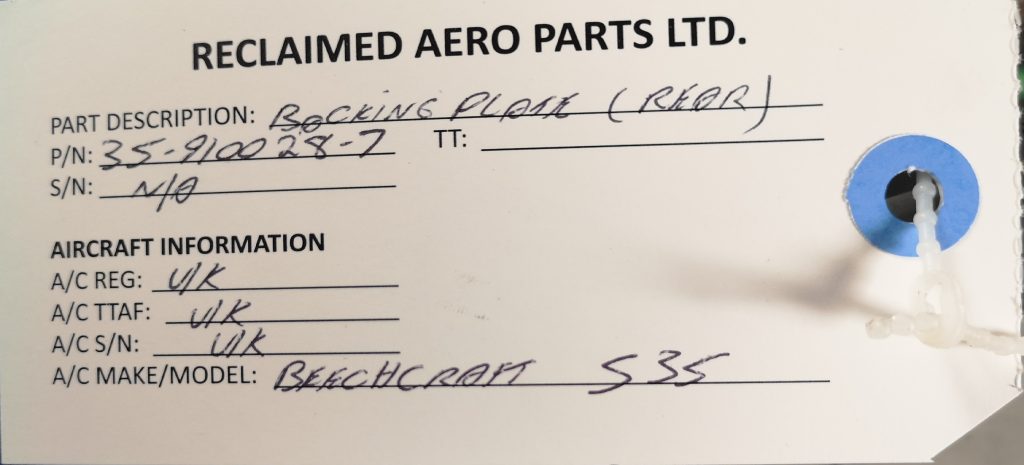 RECLAIMED AERO PARTS LTD.
PART DESCRIPTION: BACKING PLATE (REAR)
P/N: 35-910028-7 TT:
S/N: N/A
AIRCRAFT INFORMATION
A/C REG: U/K
A/C TTAF: U/K
A/C S/N: U/K
A/C MAKE/MODEL: BEECHCRAFT S35